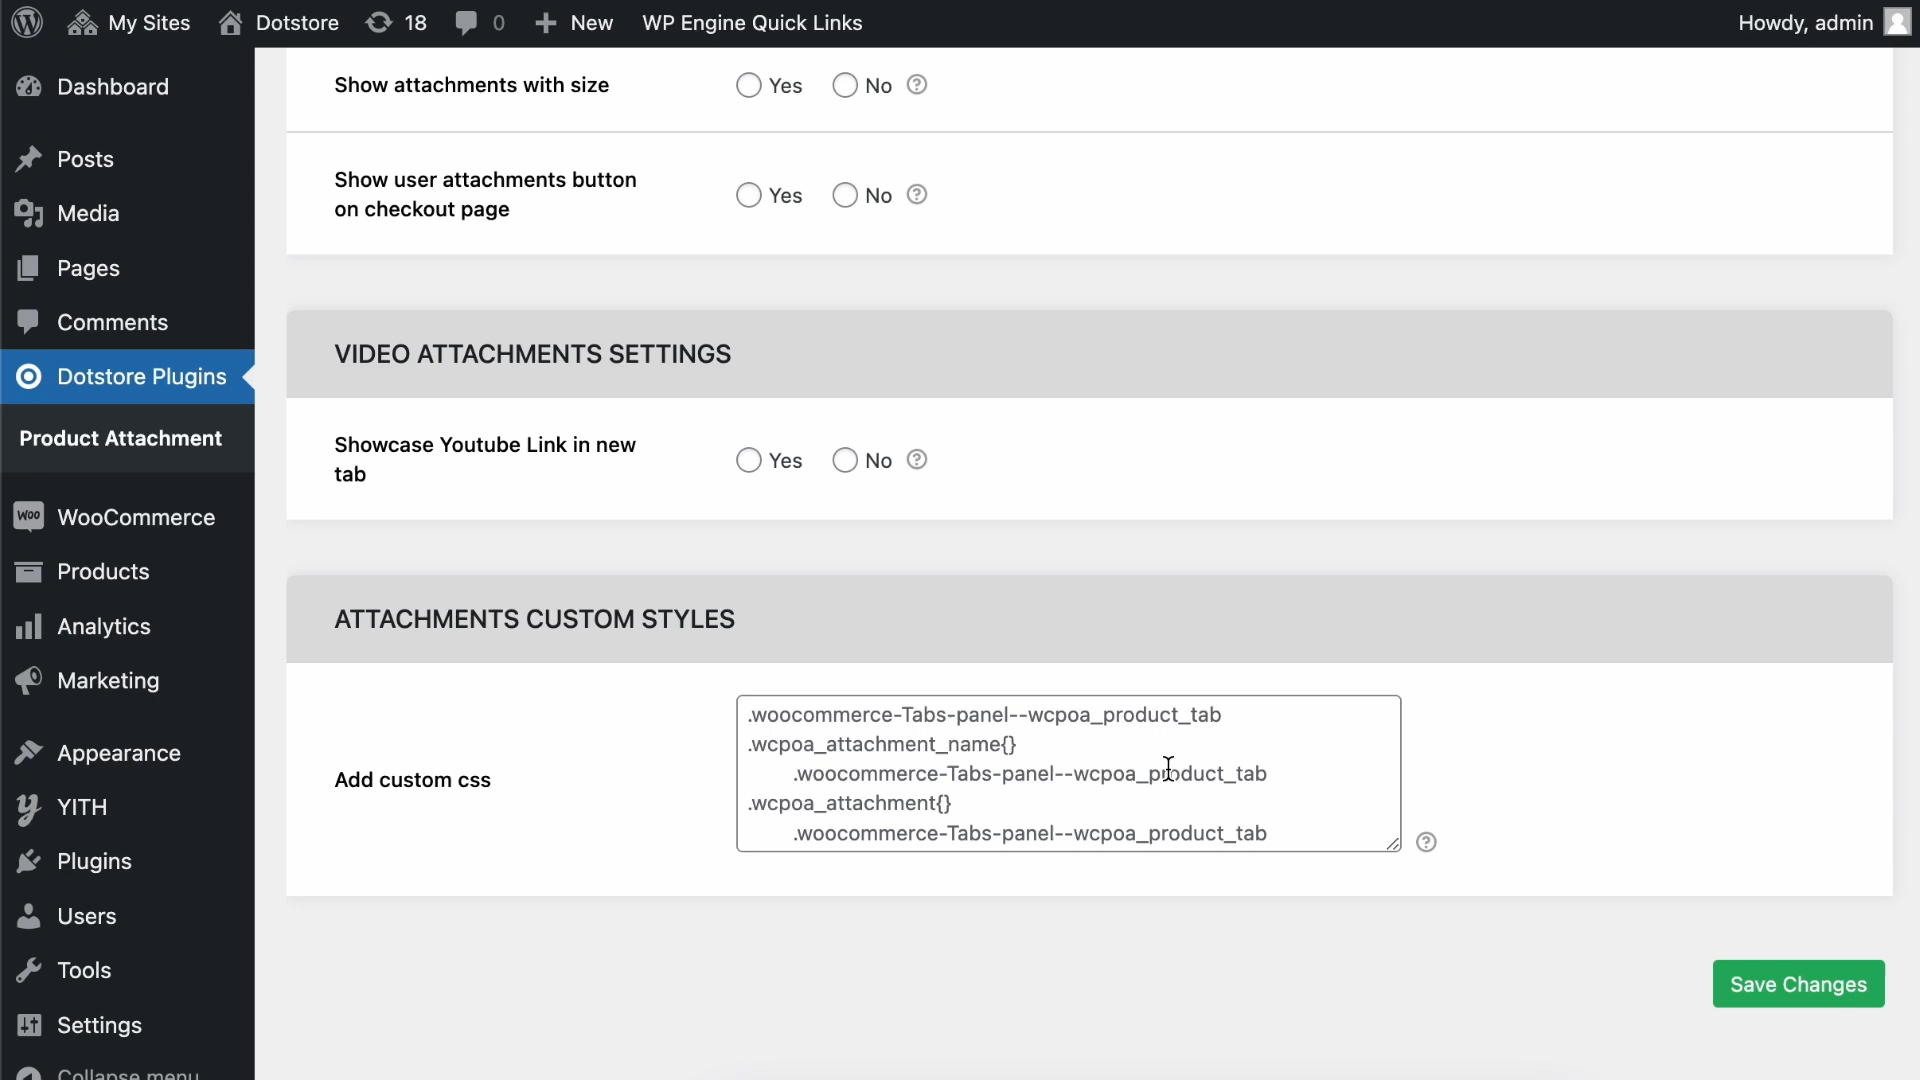 My Sites Dotstore 18 0 New WP Engine Quick Links Howdy, admin
Dashboard
Posts
Media
Pages
Comments
Dotstore Plugins
Product Attachment
Woo WooCommerce
Products
Analytics
Marketing
Appearance
YITH
Plugins
Users
Tools
Settings
Collapse menu
Show attachments with size Yes No ?
Show user attachments button
on checkout page
Yes No ?
VIDEO ATTACHMENTS SETTINGS
Showcase Youtube Link in new
tab
Yes No ?
ATTACHMENTS CUSTOM STYLES
Add custom css
.woocommerce-Tabs-panel--wcpoa_product_tab
.wcpoa_attachment_name{}
.woocommerce-Tabs-panel--wcpoa_product_tab
.wcpoa_attachment{}
.woocommerce-Tabs-panel--wcpoa_product_tab
?
Save Changes